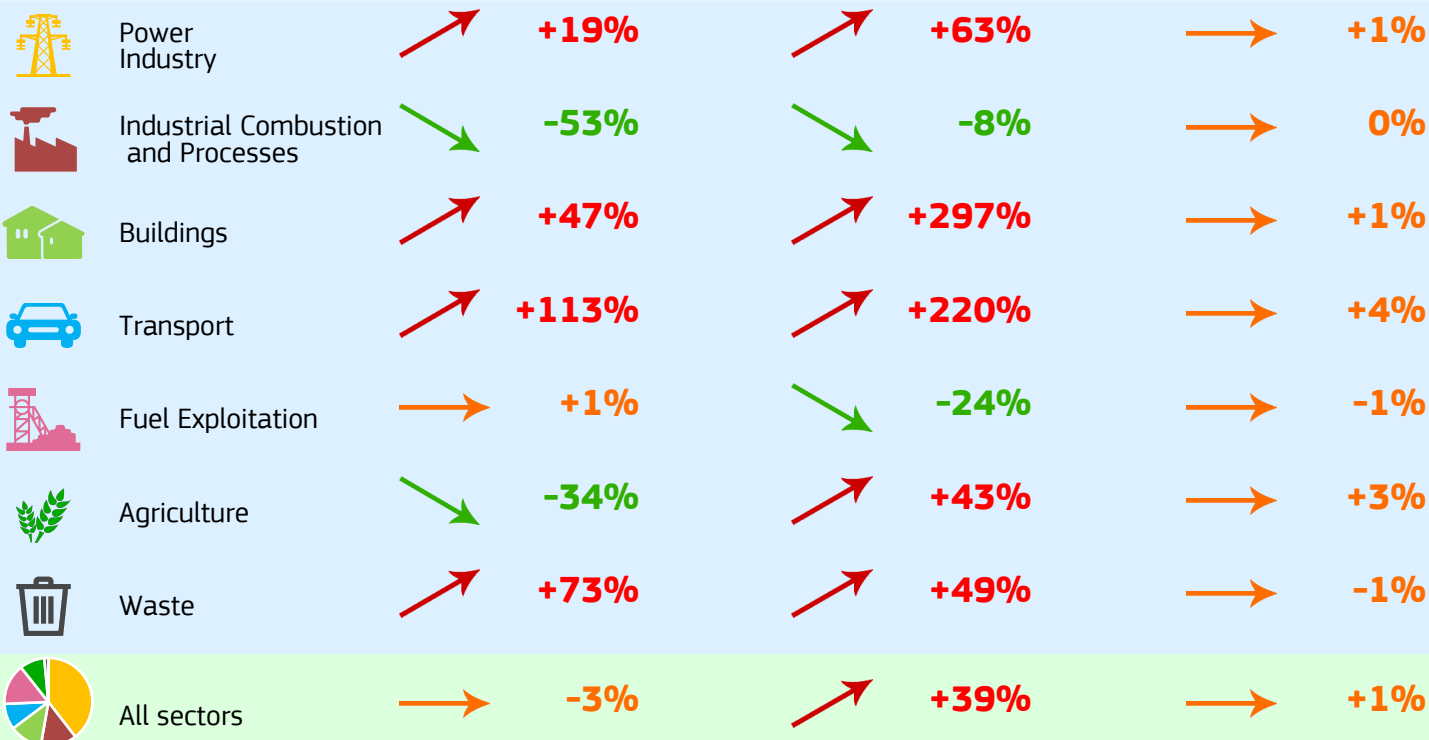 Power
Industry
+19%
+63%
+1%
Industrial Combustion
and Processes
-53%
-8%
0%
Buildings
+47%
+297%
+1%
Transport
+113%
+220%
+4%
Fuel Exploitation
+1%
-24%
-1%
Agriculture
-34%
+43%
+3%
Waste
+73%
+49%
-1%
All sectors
-3%
+39%
+1%